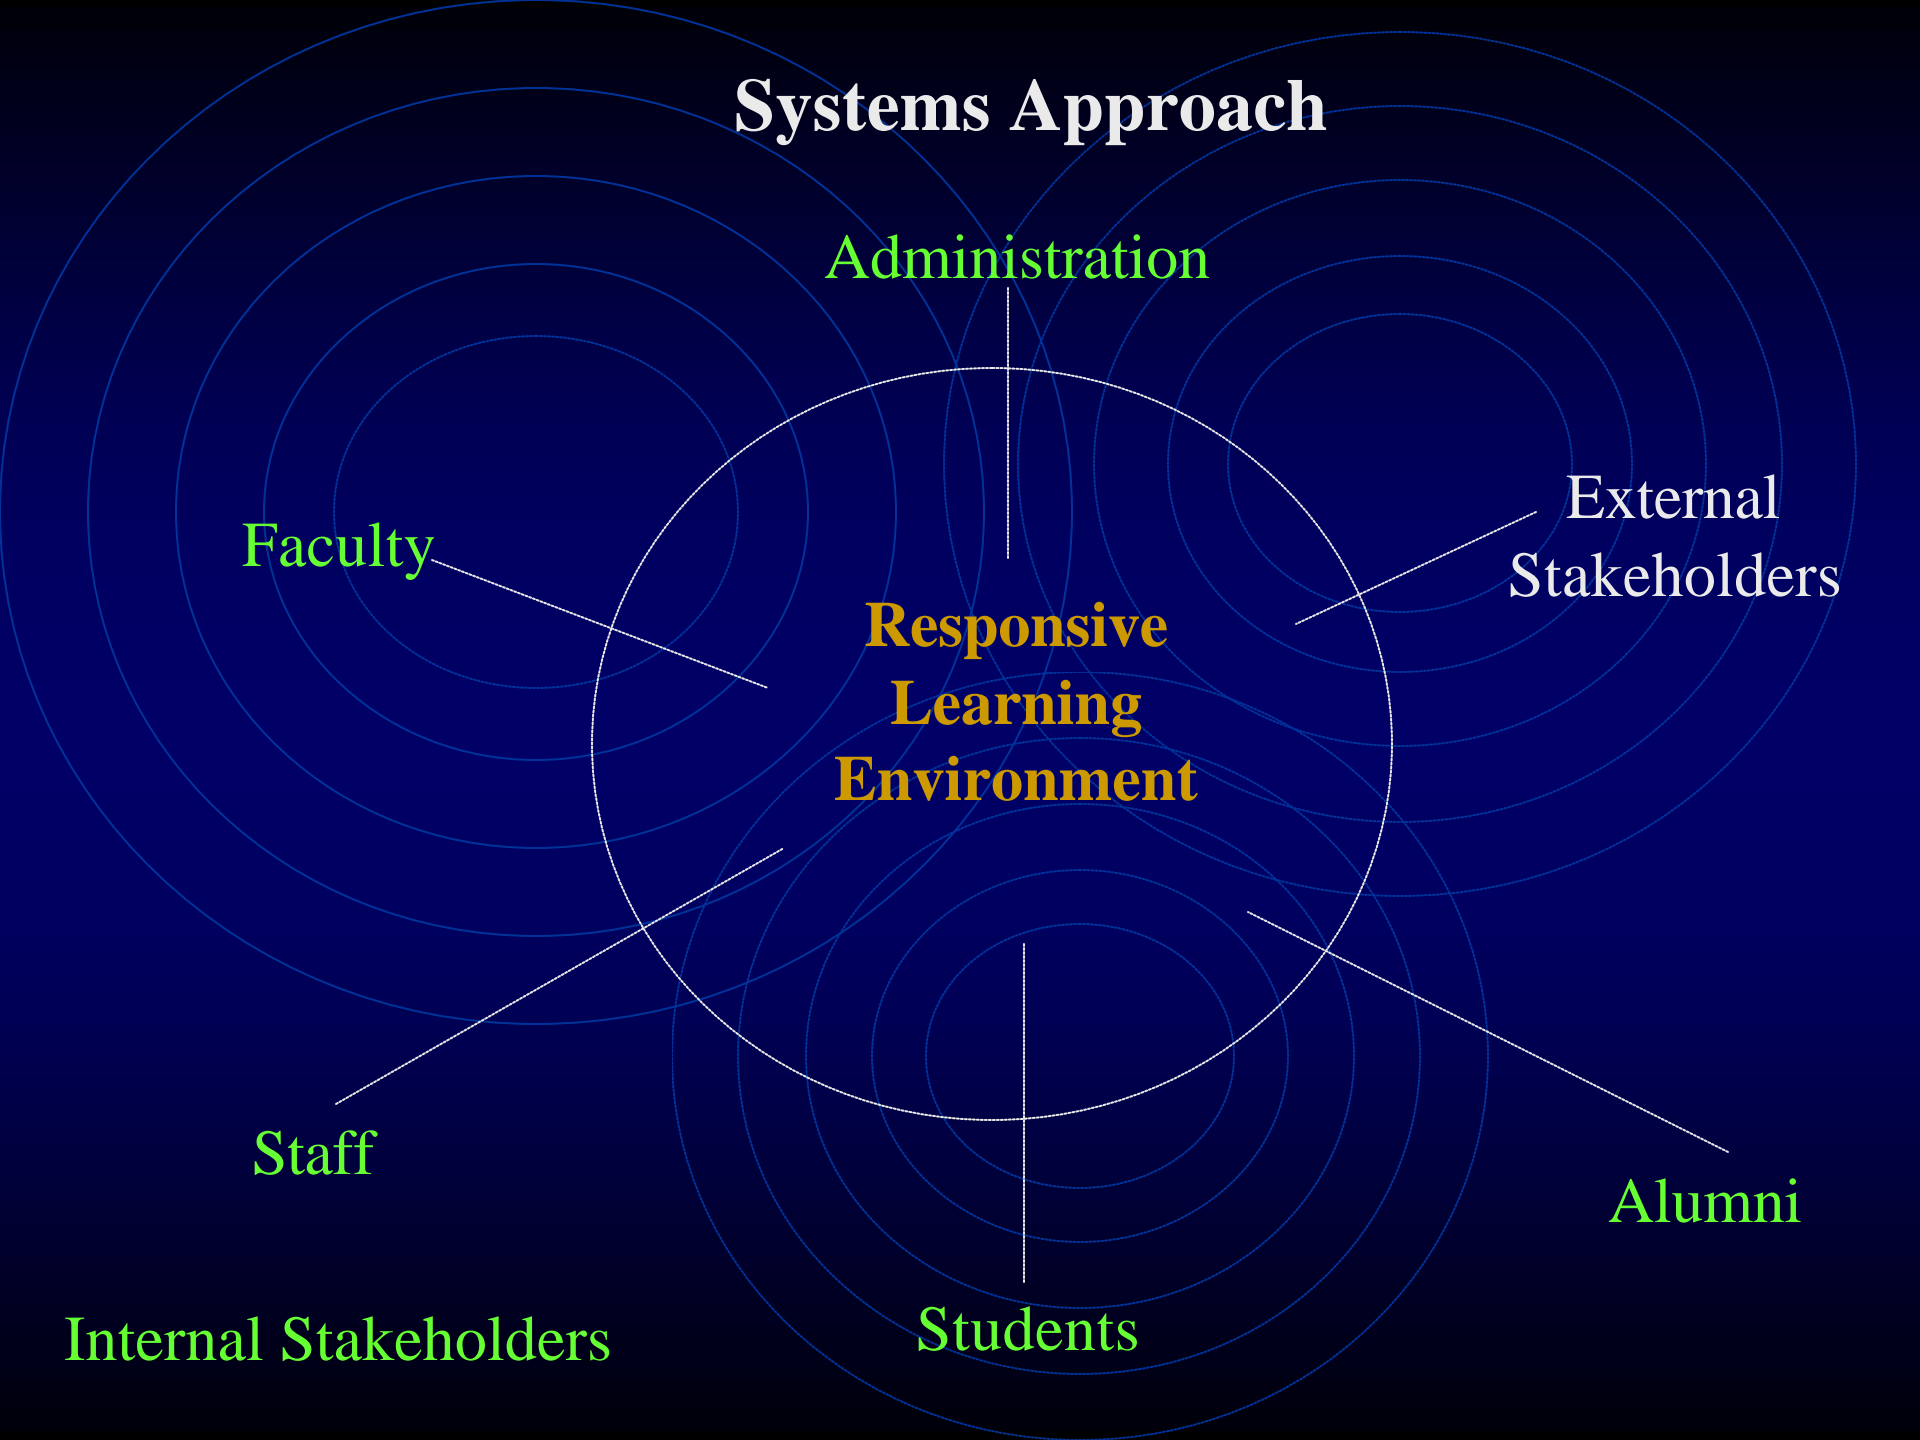 Systems Approach
Administration
External
Stakeholders
Faculty
Responsive
Learning
Environment
Staff
Alumni
Students
Internal Stakeholders